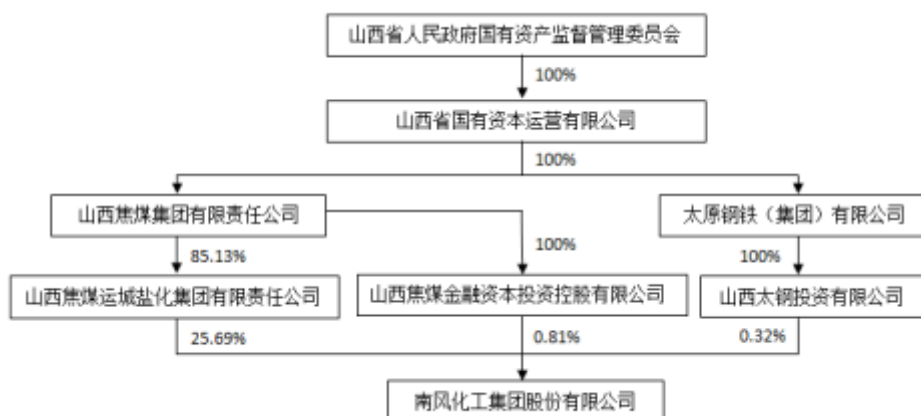 山西省人民政府国有资产监督管理委员会
100%
山西省国有资本运营有限公司
100%
山西焦煤集团有限责任公司
太原钢铁（集团）有限公司
85.13%
100%
100%
山西焦煤运城盐化集团有限责任公司
山西焦煤金融资本投资控股有限公司
山西太钢投资有限公司
25.69%
0.81%
0.32%
南风化工集团股份有限公司